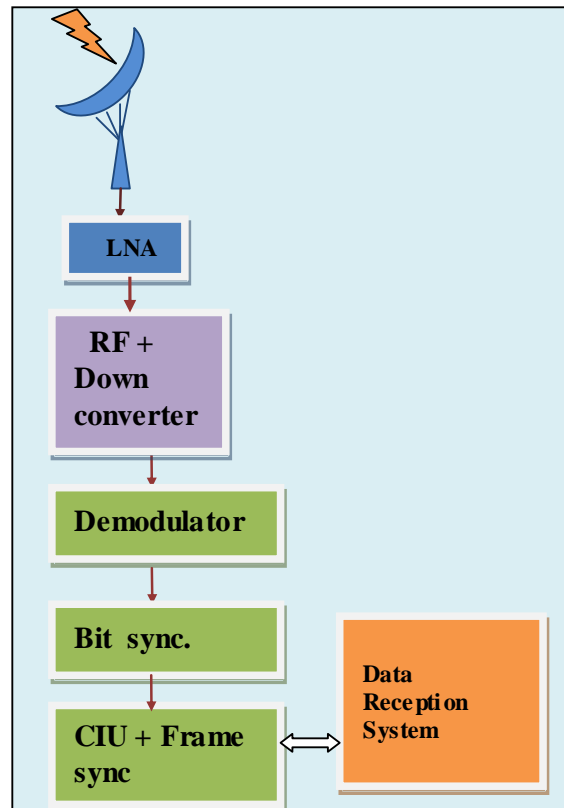 LNA
RF +
Down
converter
Demodulator
Bit sync.
CIU + Frame
sync
Data
Reception
System